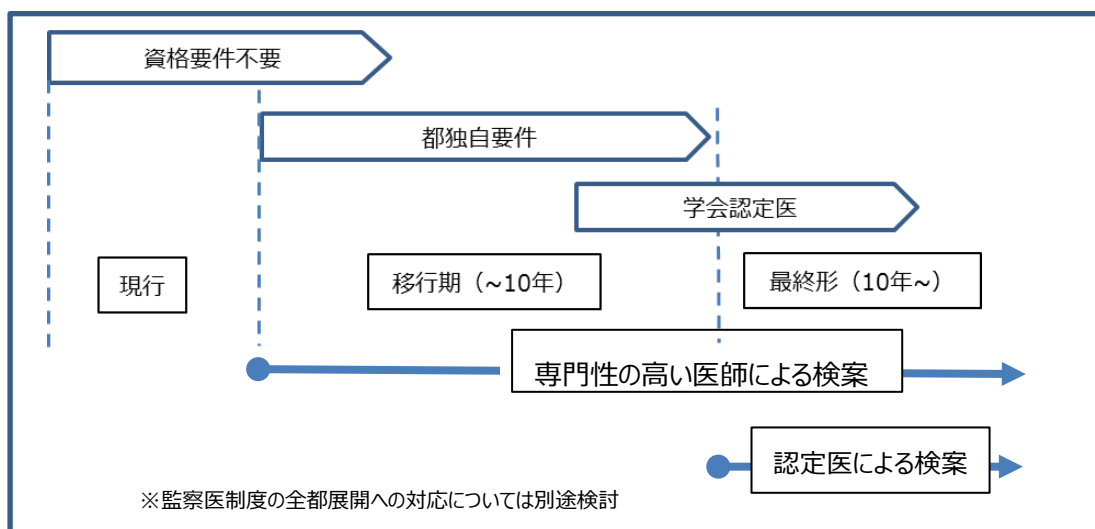 資格要件不要
都独自要件
学会認定医
現行
移行期（~10年）
最終形（10年~）
専門性の高い医師による検案
認定医による検案
※監察医制度の全都展開への対応については別途検討